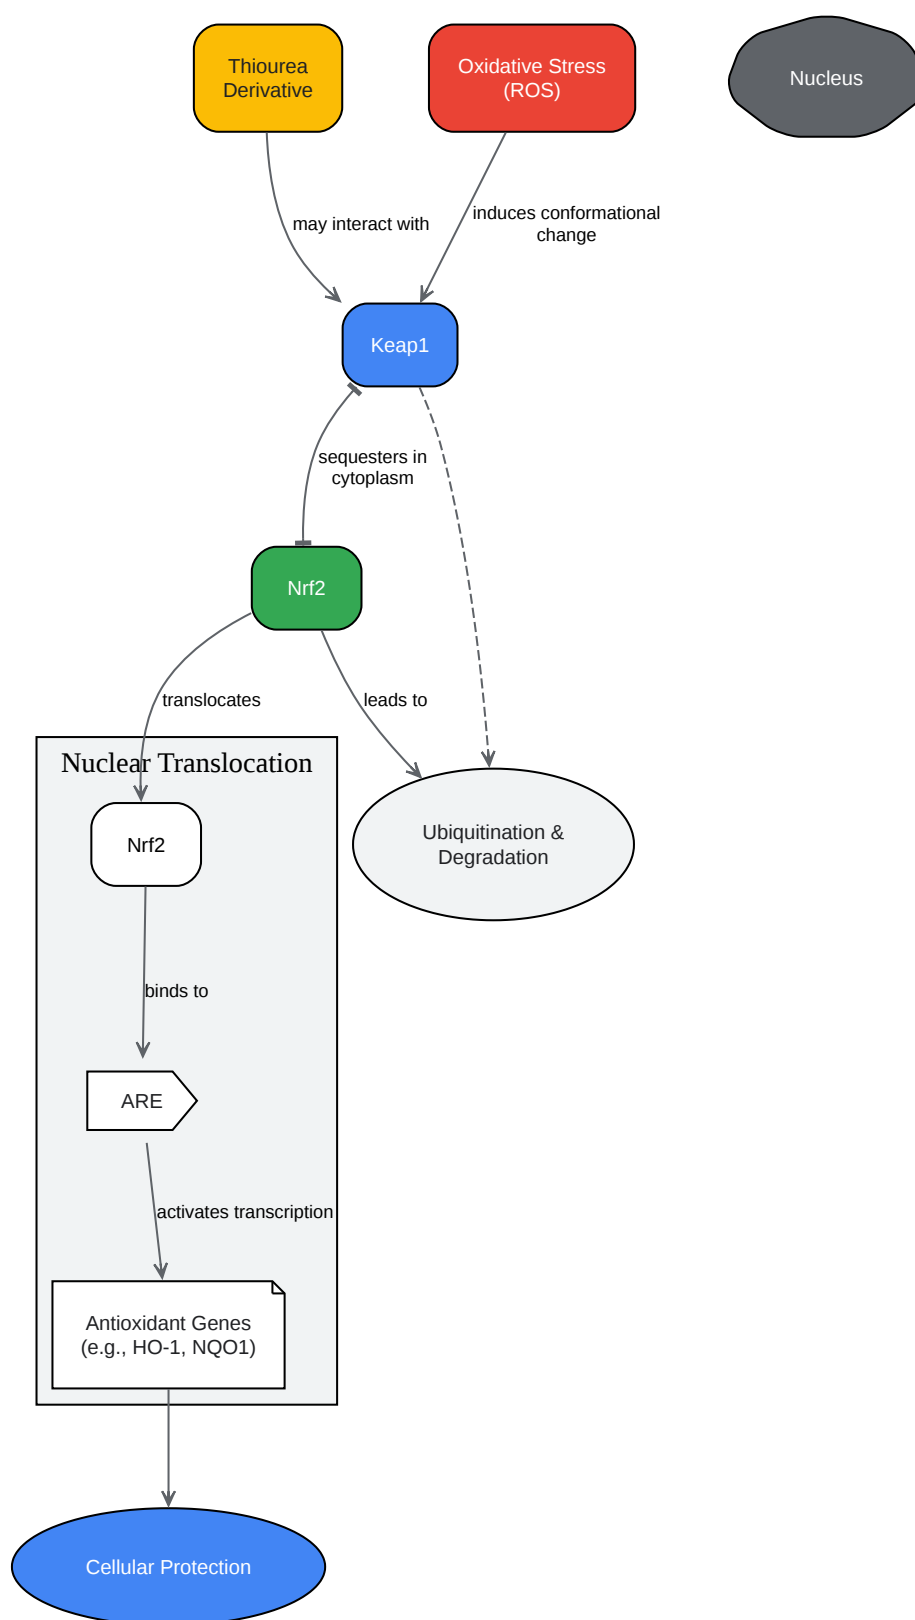 Thiourea
Derivative
Oxidative Stress
(ROS)
Nucleus
may interact with
induces conformational
change
Keap1
sequesters in
cytoplasm
Nrf2
translocates
leads to
Nuclear Translocation
Nrf2
Ubiquitination &
Degradation
binds to
ARE
activates transcription
Antioxidant Genes
(e.g., HO-1, NQO1)
Cellular Protection